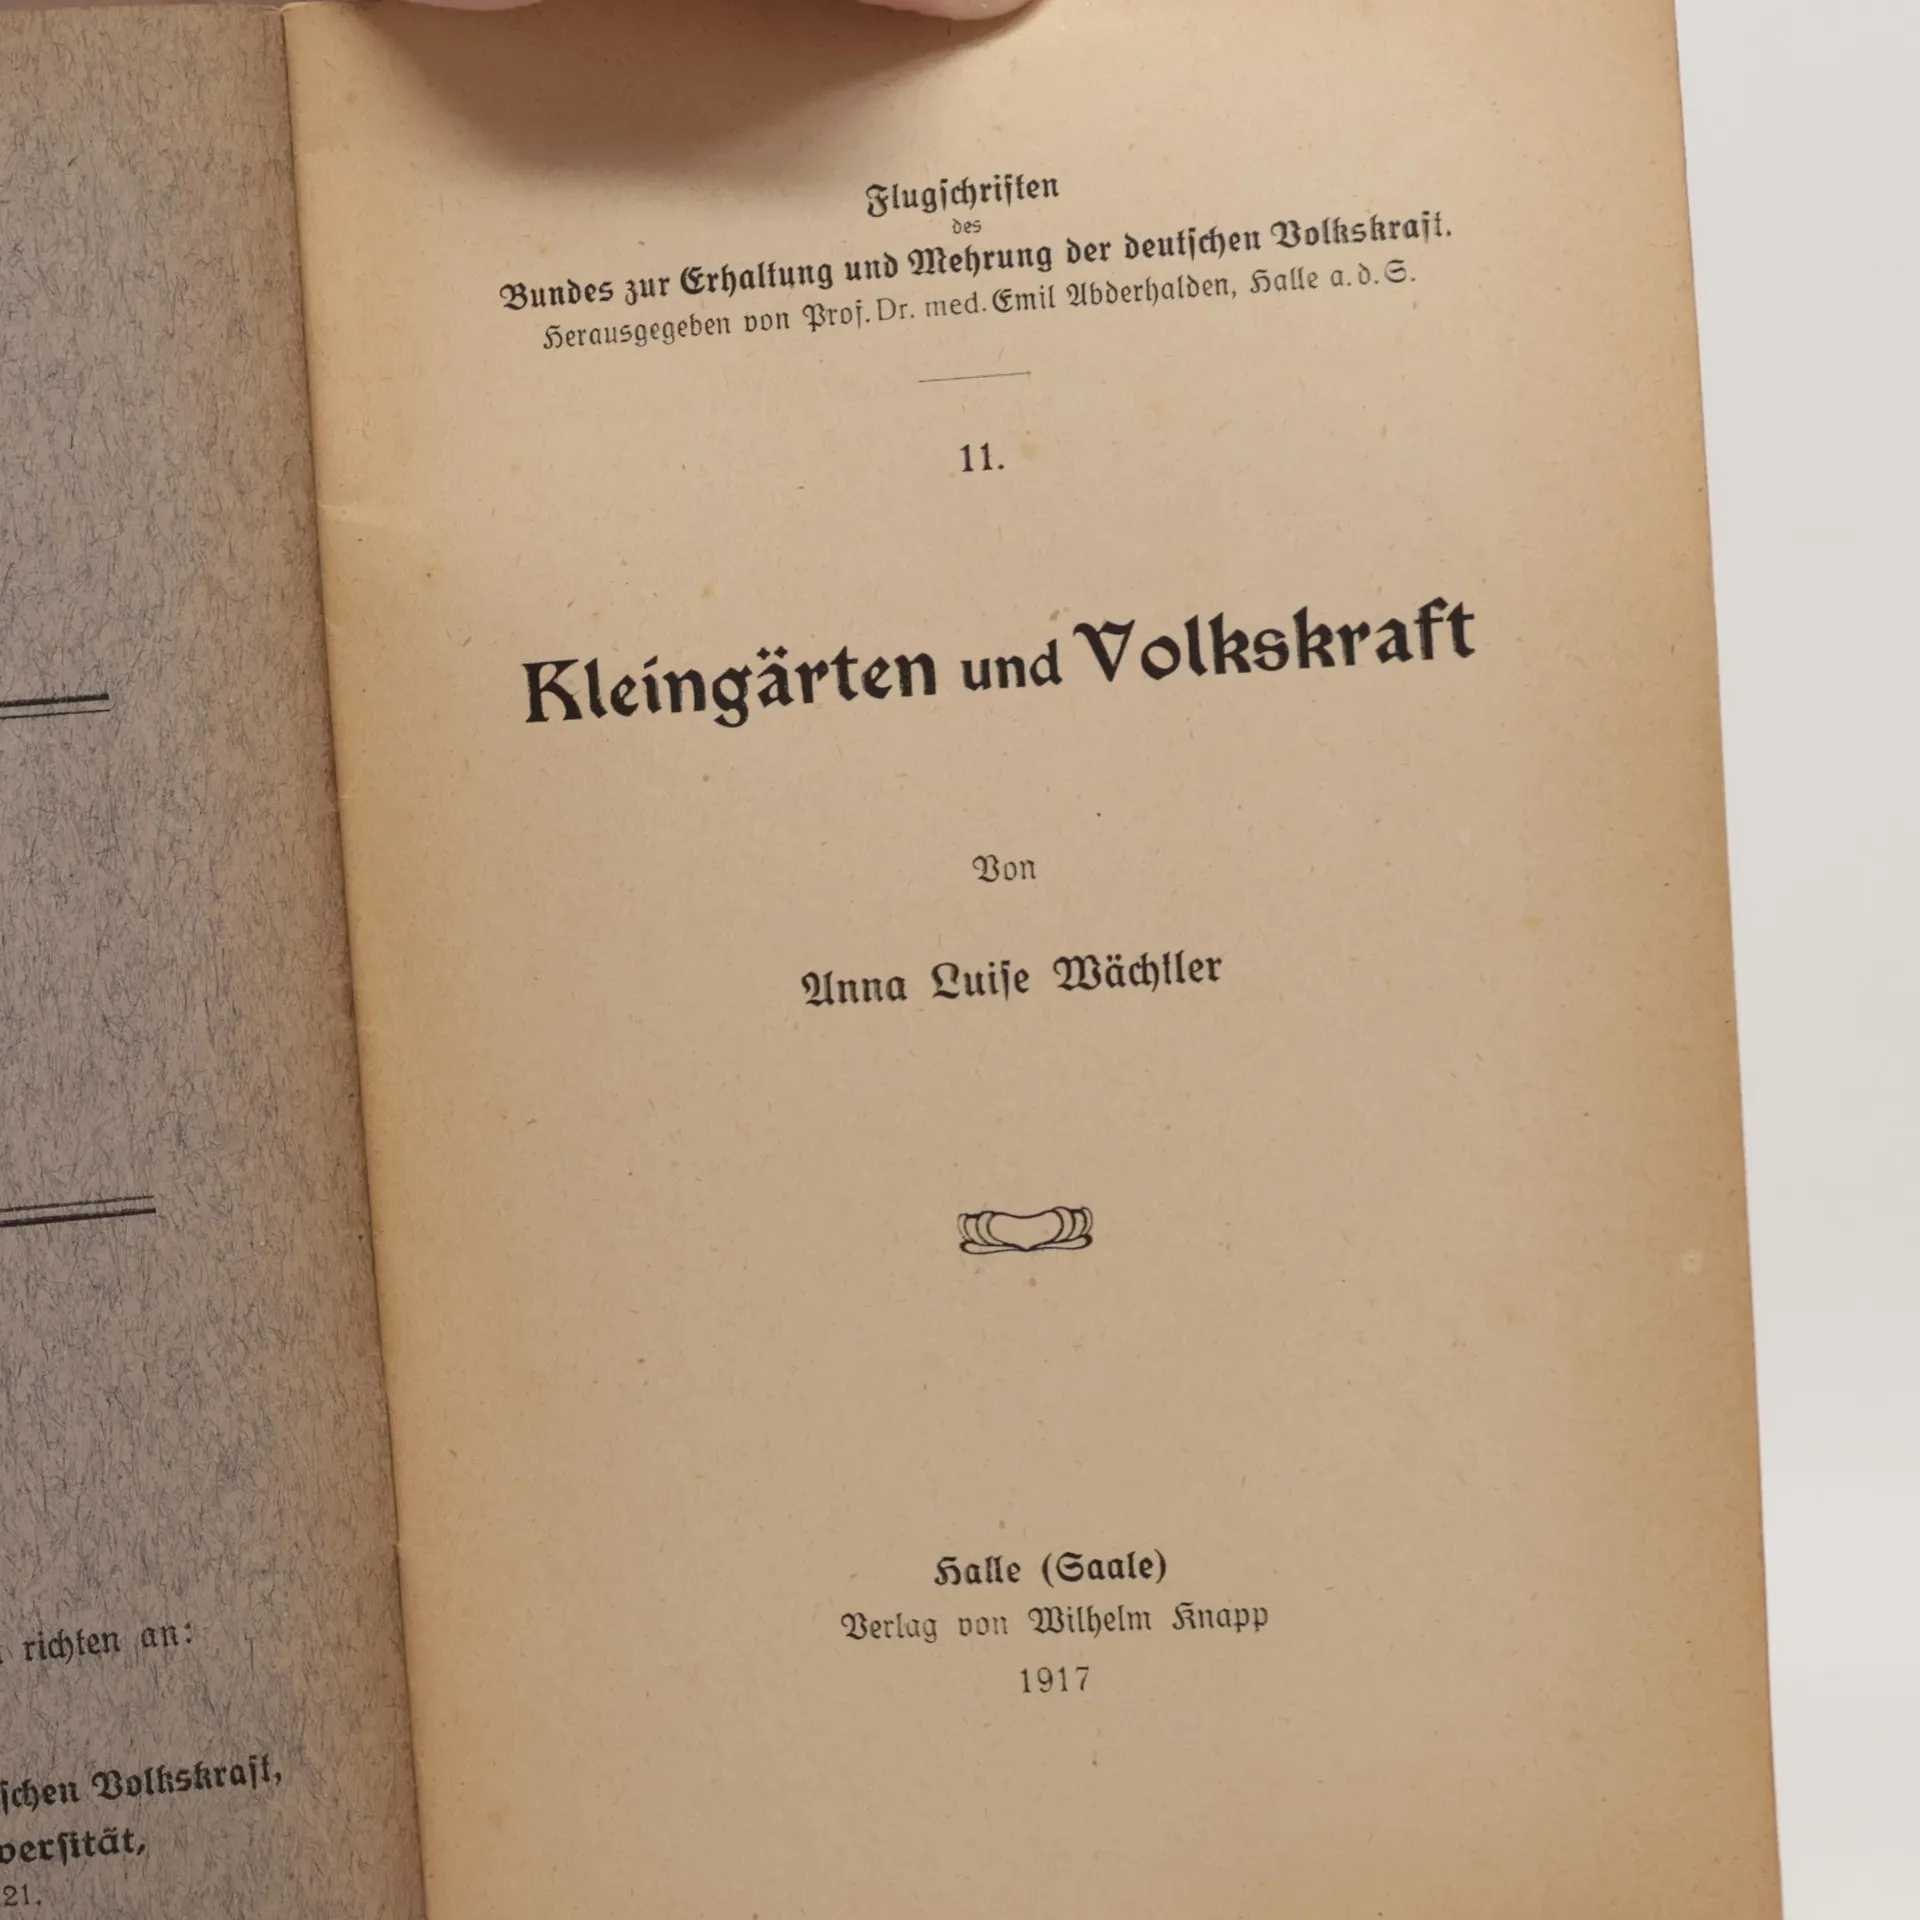 Flugschriften
des
Bundes zur Erhaltung und Mehrung der deutschen Volkskraft.
Herausgegeben von Prof. Dr. med. Emil Abderhalden, Halle a. d. S.
11.
Kleingärten und Volkskraft
Von
Anna Luise Wächtler
Halle (Saale)
Verlag von Wilhelm Knapp
1917
richten an:
schen Volkskraft,
versität,
21.